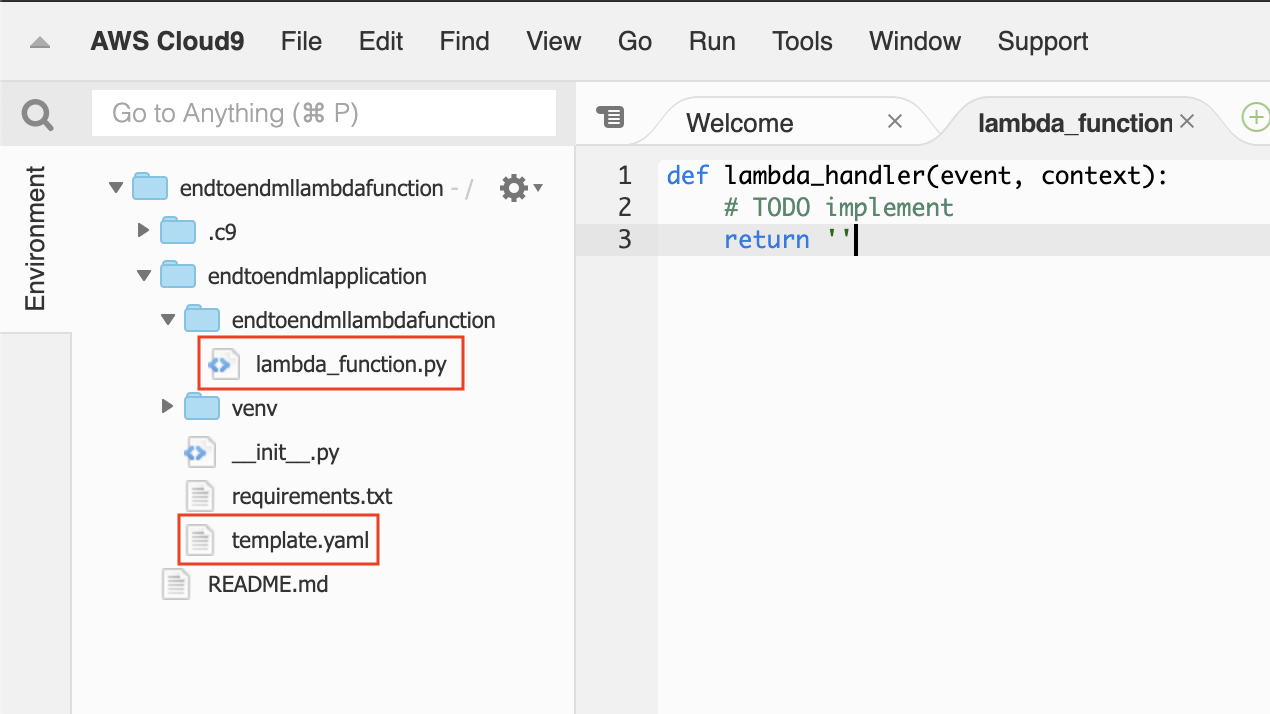 AWS Cloud9 File Edit Find View Go Run Tools Window Support
Go to Anything (⌘ P)
Environment
endtoendmllambdafunction - /
.c9
endtoendmlapplication
endtoendmllambdafunction
lambda_function.py
venv
__init__.py
requirements.txt
template.yaml
README.md
Welcome × lambda_function ×
1 def lambda_handler(event, context):
2 # TODO implement
3 return ''